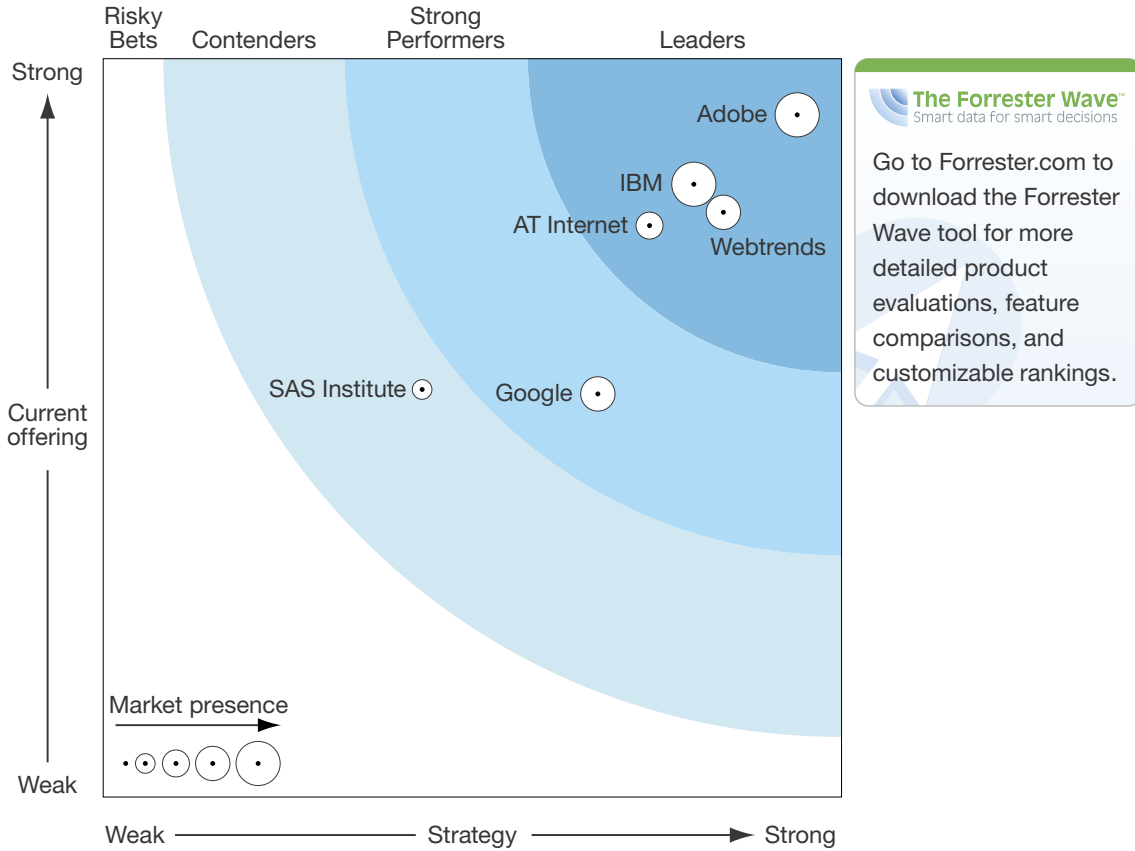 Risky
Bets
Contenders
Strong
Performers
Leaders
Strong
Current
offering
Weak
Adobe
IBM
AT Internet
Webtrends
SAS Institute
Google
Market presence
Weak
Strategy
Strong
The Forrester Wave™
Smart data for smart decisions
Go to Forrester.com to
download the Forrester
Wave tool for more
detailed product
evaluations, feature
comparisons, and
customizable rankings.